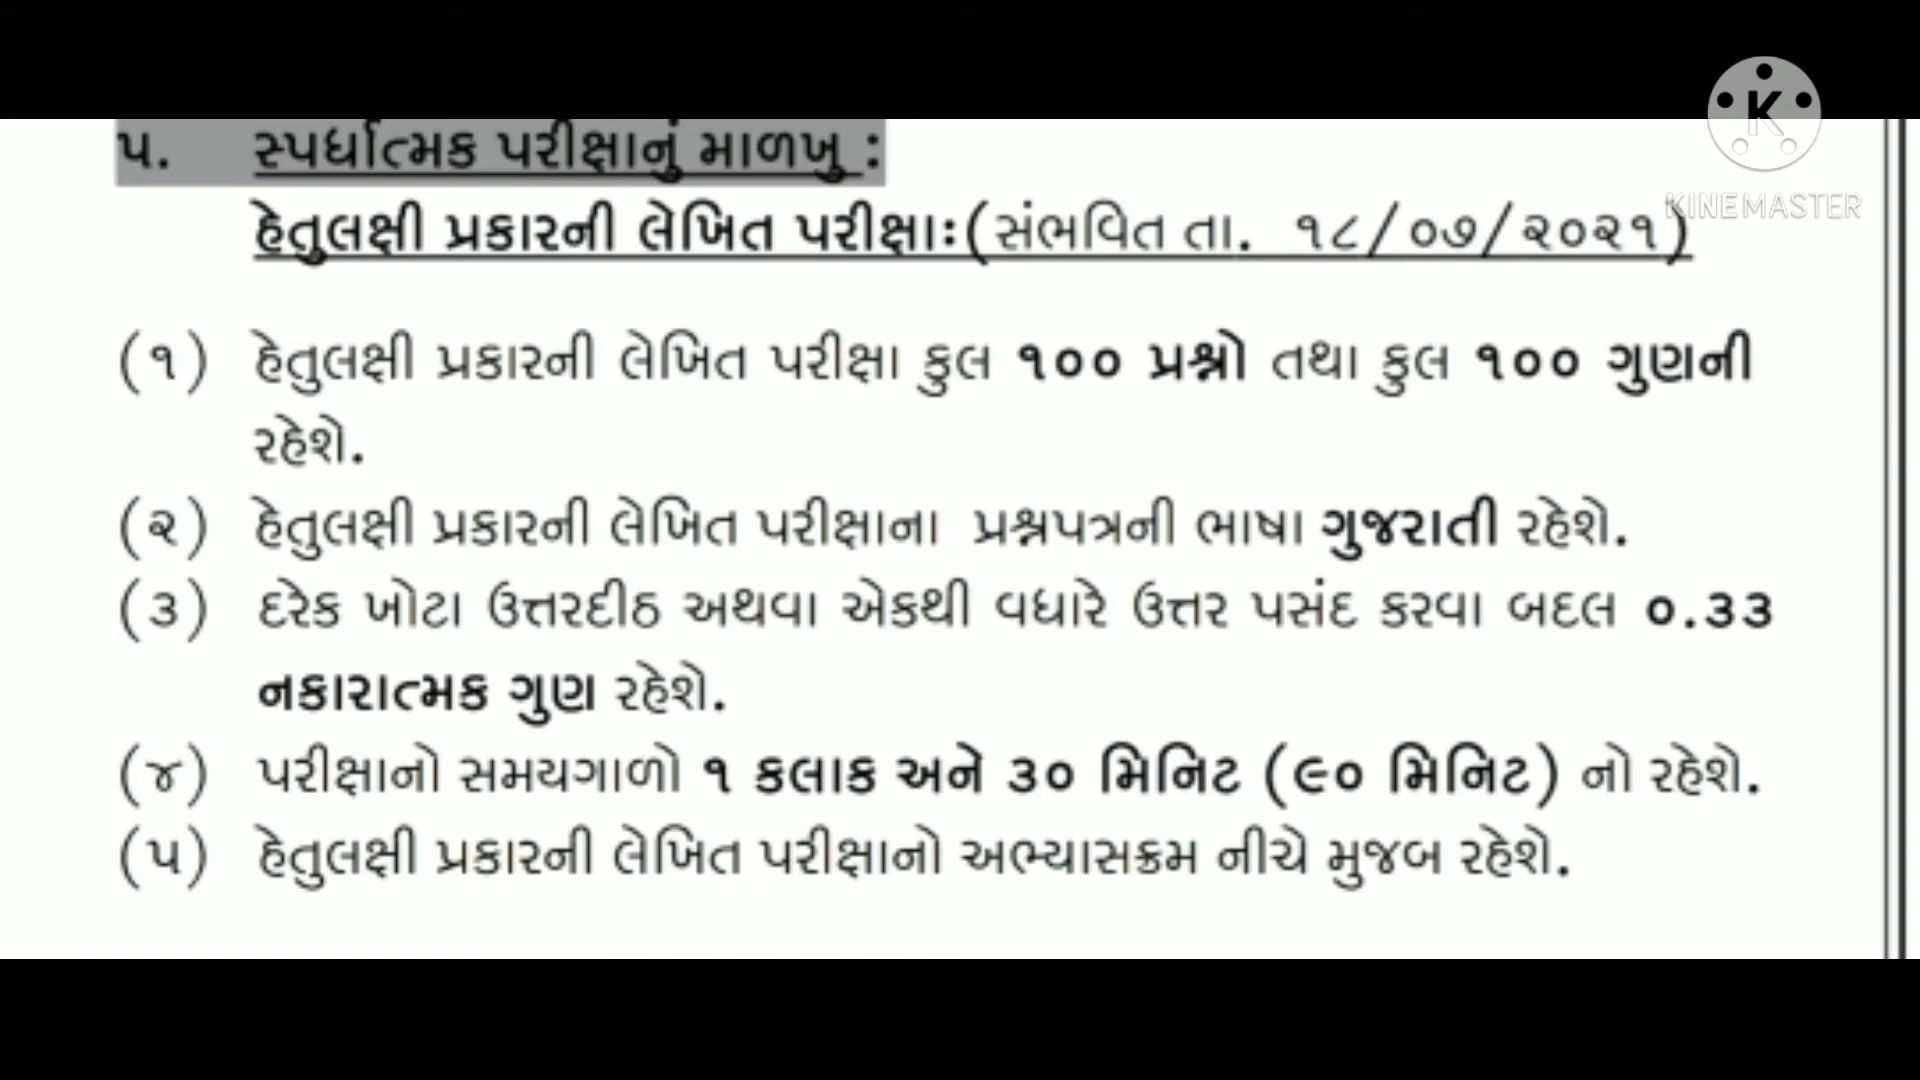 ૫. સ્પર્ધાત્મક પરીક્ષાનું માળખુ :
હેતુલક્ષી પ્રકારની લેખિત પરીક્ષાઃ(સંભવિત તા. ૧૮/૦૭/૨૦૨૧)
KINEMASTER
(૧) હેતુલક્ષી પ્રકારની લેખિત પરીક્ષા કુલ ૧૦૦ પ્રશ્નો તથા કુલ ૧૦૦ ગુણની
રહેશે.
(૨) હેતુલક્ષી પ્રકારની લેખિત પરીક્ષાના પ્રશ્નપત્રની ભાષા ગુજરાતી રહેશે.
(૩) દરેક ખોટા ઉત્તરદીઠ અથવા એકથી વધારે ઉત્તર પસંદ કરવા બદલ ૦.૩૩
નકારાત્મક ગુણ રહેશે.
(૪) પરીક્ષાનો સમયગાળો ૧ કલાક અને ૩૦ મિનિટ (૯૦ મિનિટ) નો રહેશે.
(૫) હેતુલક્ષી પ્રકારની લેખિત પરીક્ષાનો અભ્યાસક્રમ નીચે મુજબ રહેશે.